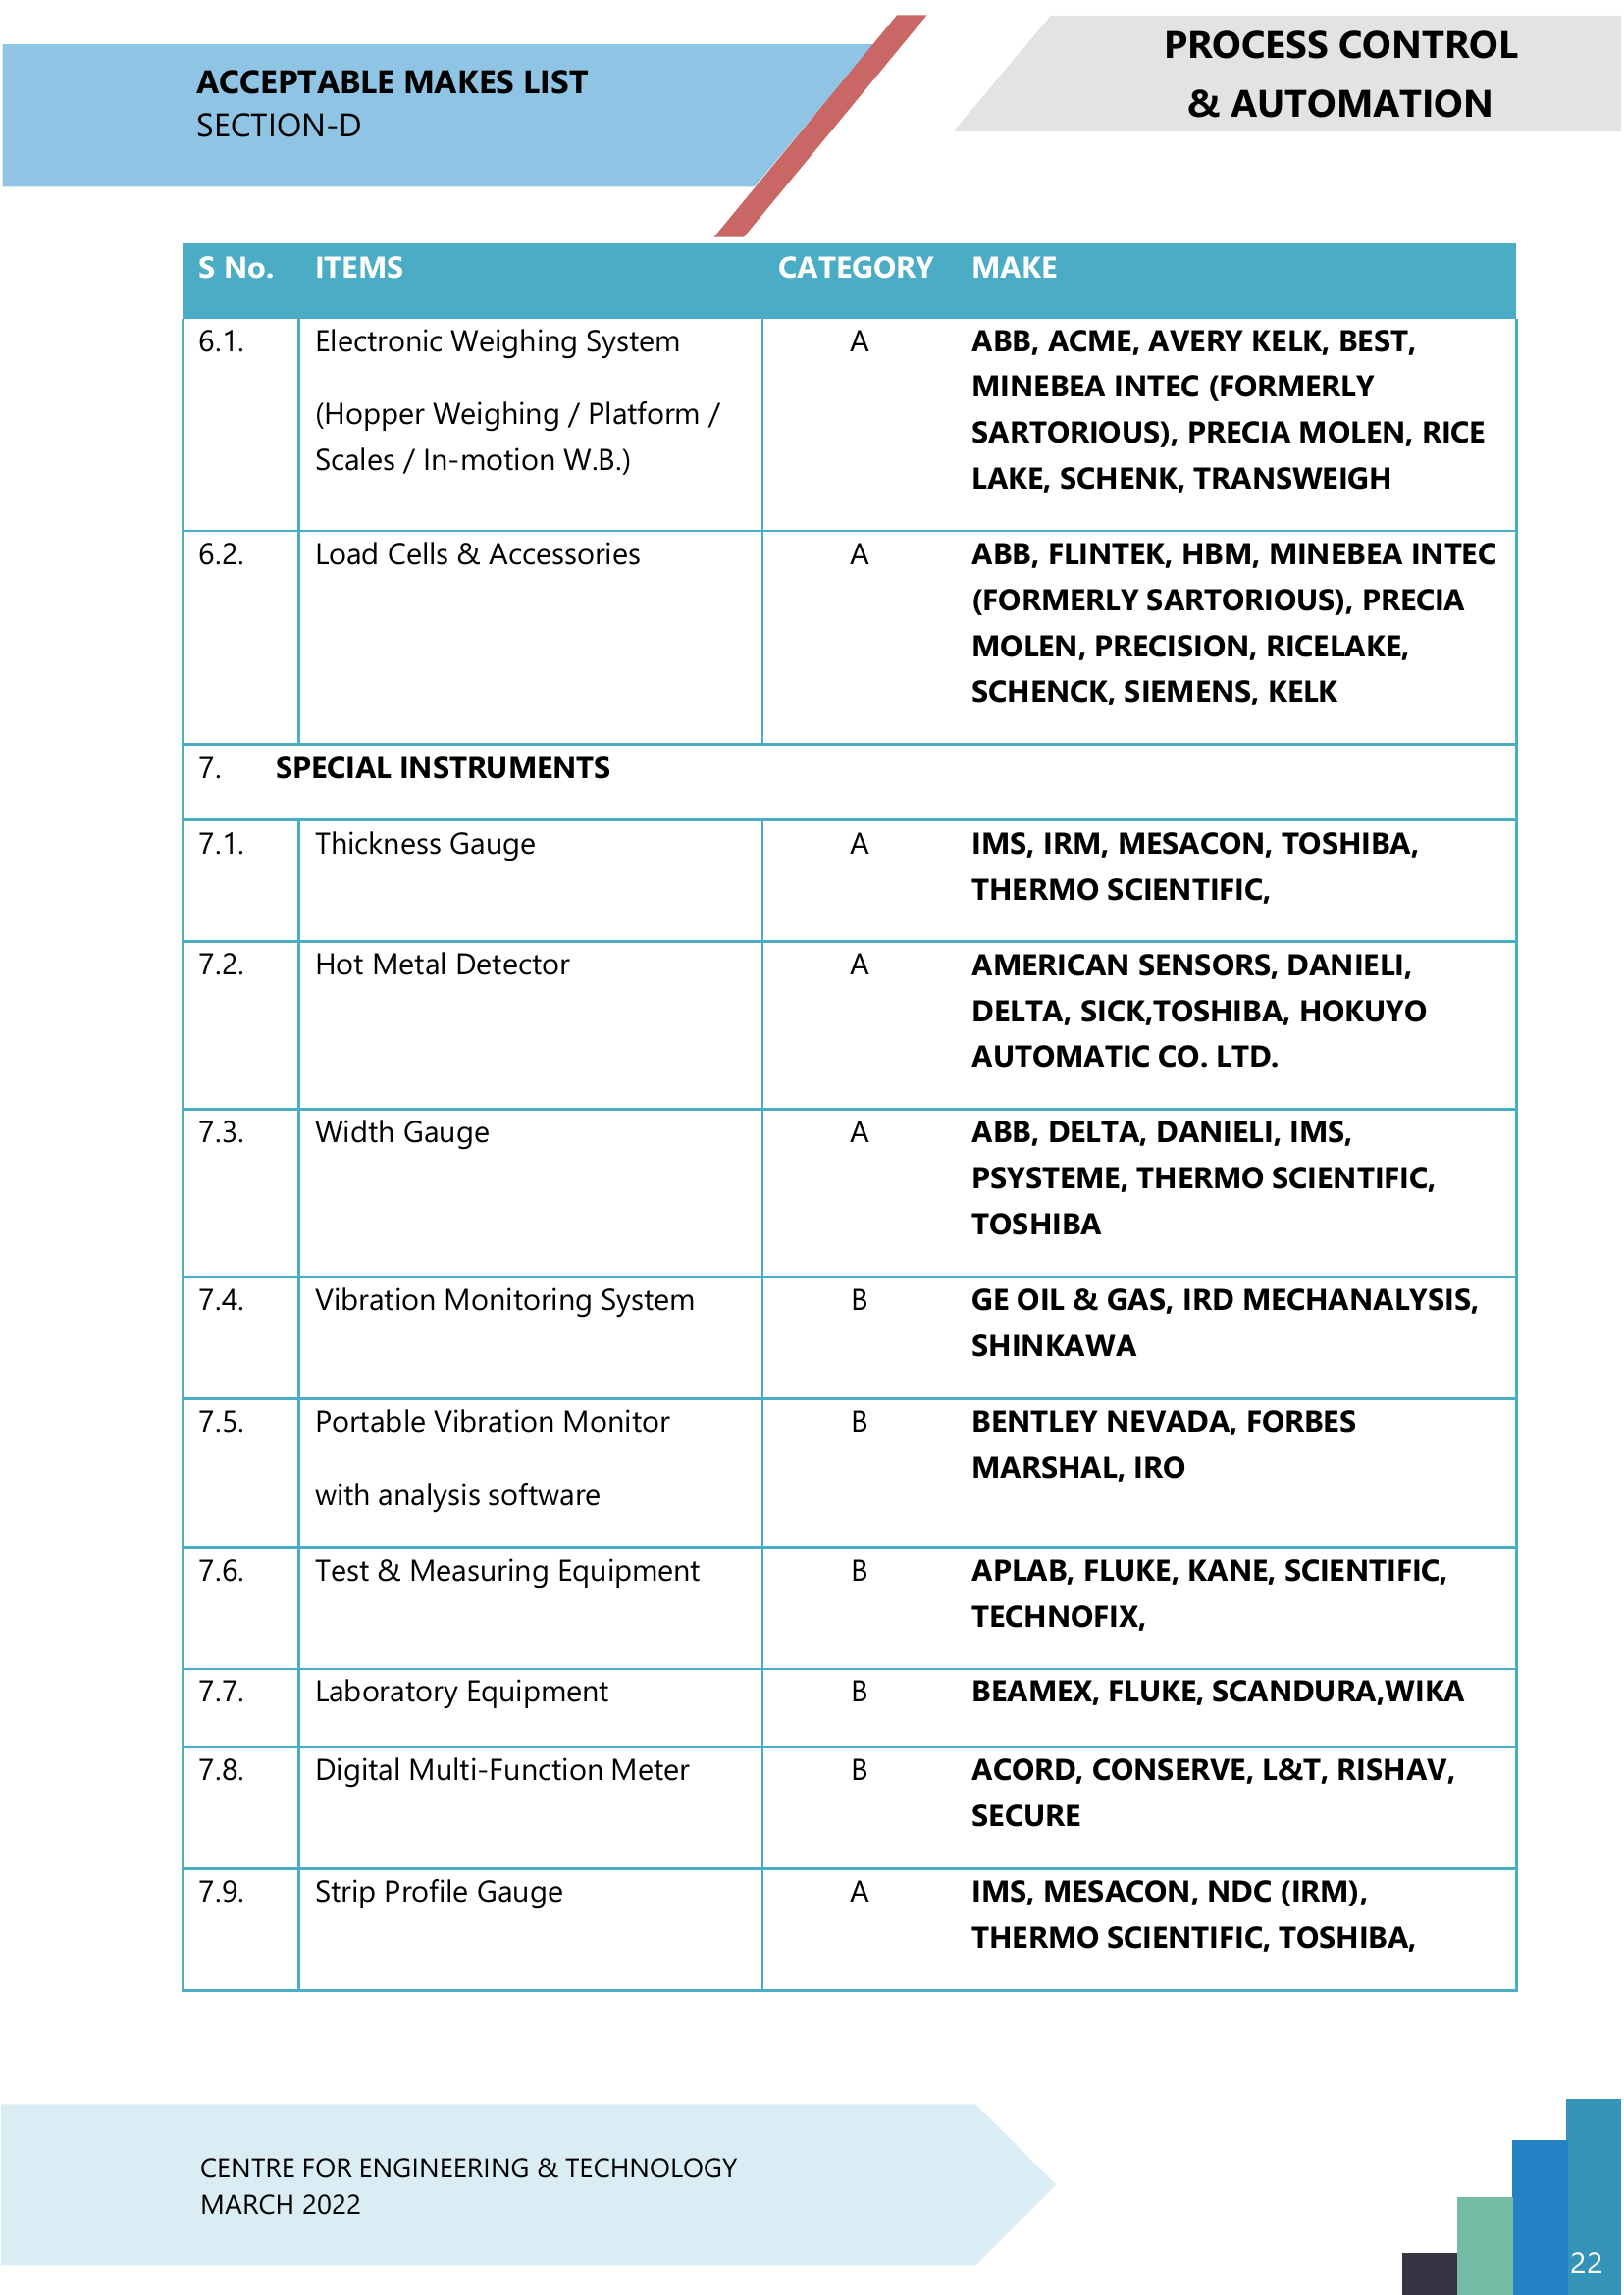 ACCEPTABLE MAKES LIST
SECTION-D
PROCESS CONTROL
& AUTOMATION
S No. ITEMS CATEGORY MAKE
6.1. Electronic Weighing System A ABB, ACME, AVERY KELK, BEST,
MINEBEA INTEC (FORMERLY
(Hopper Weighing / Platform /
SARTORIOUS), PRECIA MOLEN, RICE
Scales / In-motion W.B.)
LAKE, SCHENK, TRANSWEIGH
6.2. Load Cells & Accessories A ABB, FLINTEK, HBM, MINEBEA INTEC
(FORMERLY SARTORIOUS), PRECIA
MOLEN, PRECISION, RICELAKE,
SCHENCK, SIEMENS, KELK
7. SPECIAL INSTRUMENTS
7.1. Thickness Gauge A IMS, IRM, MESACON, TOSHIBA,
THERMO SCIENTIFIC,
7.2. Hot Metal Detector A AMERICAN SENSORS, DANIELI,
DELTA, SICK,TOSHIBA, HOKUYO
AUTOMATIC CO. LTD.
7.3. Width Gauge A ABB, DELTA, DANIELI, IMS,
PSYSTEME, THERMO SCIENTIFIC,
TOSHIBA
7.4. Vibration Monitoring System B GE OIL & GAS, IRD MECHANALYSIS,
SHINKAWA
7.5. Portable Vibration Monitor B BENTLEY NEVADA, FORBES
MARSHAL, IRO
with analysis software
7.6. Test & Measuring Equipment B APLAB, FLUKE, KANE, SCIENTIFIC,
TECHNOFIX,
7.7. Laboratory Equipment B BEAMEX, FLUKE, SCANDURA,WIKA
7.8. Digital Multi-Function Meter B ACORD, CONSERVE, L&T, RISHAV,
SECURE
7.9. Strip Profile Gauge A IMS, MESACON, NDC (IRM),
THERMO SCIENTIFIC, TOSHIBA,
CENTRE FOR ENGINEERING & TECHNOLOGY
MARCH 2022
22